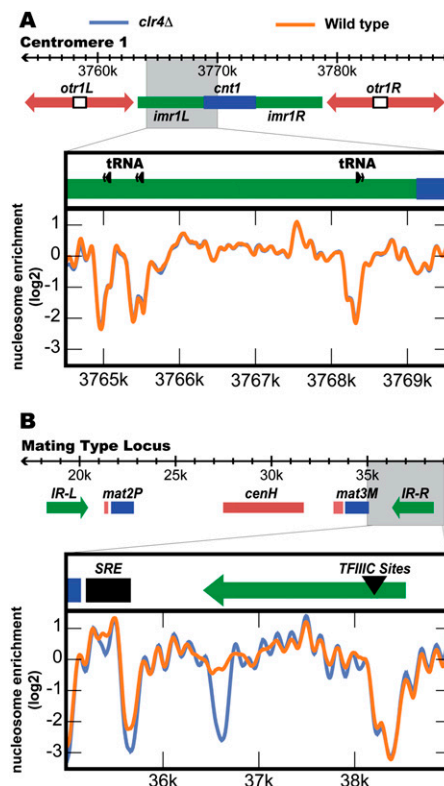 A
clr4Δ
Wild type
Centromere 1
3760k 3770k 3780k
otr1L cnt1 otr1R
imr1L imr1R
tRNA tRNA
nucleosome enrichment
(log2)
1
0
-1
-2
-3
3765k 3766k 3767k 3768k 3769k
B
Mating Type Locus
20k 25k 30k 35k
IR-L mat2P cenH mat3M IR-R
SRE TFIIIC Sites
nucleosome enrichment
(log2)
1
0
-1
-2
-3
36k 37k 38k